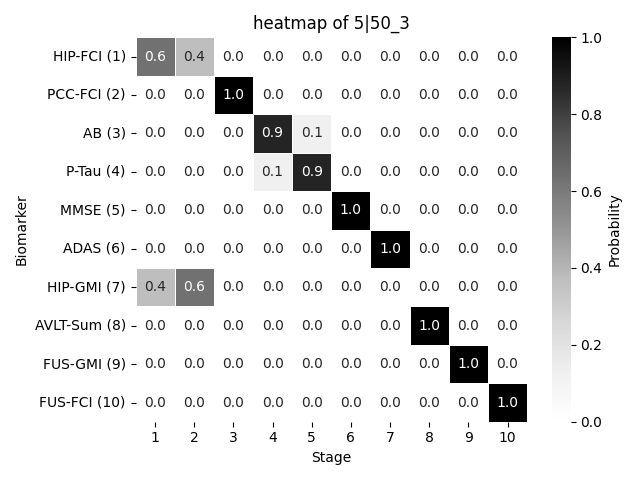 heatmap of 5|50_3
HIP-FCI (1) 0.6 0.4 0.0 0.0 0.0 0.0 0.0 0.0 0.0 0.0
PCC-FCI (2) 0.0 0.0 1.0 0.0 0.0 0.0 0.0 0.0 0.0 0.0
AB (3) 0.0 0.0 0.0 0.9 0.1 0.0 0.0 0.0 0.0 0.0
P-Tau (4) 0.0 0.0 0.0 0.1 0.9 0.0 0.0 0.0 0.0 0.0
MMSE (5) 0.0 0.0 0.0 0.0 0.0 1.0 0.0 0.0 0.0 0.0
ADAS (6) 0.0 0.0 0.0 0.0 0.0 0.0 1.0 0.0 0.0 0.0
HIP-GMI (7) 0.4 0.6 0.0 0.0 0.0 0.0 0.0 0.0 0.0 0.0
AVLT-Sum (8) 0.0 0.0 0.0 0.0 0.0 0.0 0.0 1.0 0.0 0.0
FUS-GMI (9) 0.0 0.0 0.0 0.0 0.0 0.0 0.0 0.0 1.0 0.0
FUS-FCI (10) 0.0 0.0 0.0 0.0 0.0 0.0 0.0 0.0 0.0 1.0
1 2 3 4 5 6 7 8 9 10
Stage
Biomarker
1.0
0.8
0.6
0.4
0.2
0.0
Probability